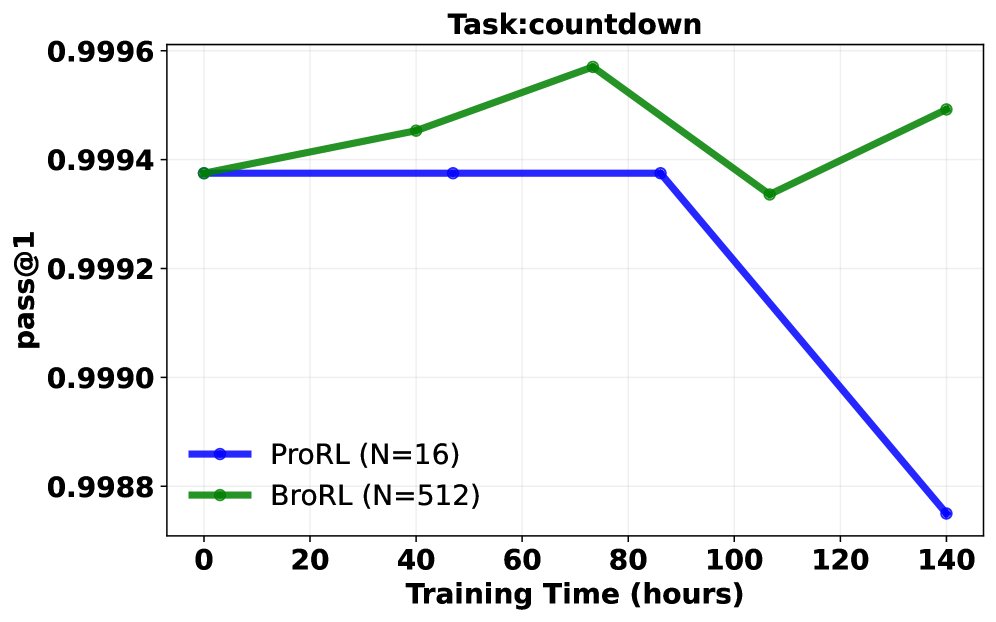 Task:countdown
0.9996
0.9994
0.9992
0.9990
0.9988
pass@1
ProRL (N=16)
BroRL (N=512)
0 20 40 60 80 100 120 140
Training Time (hours)